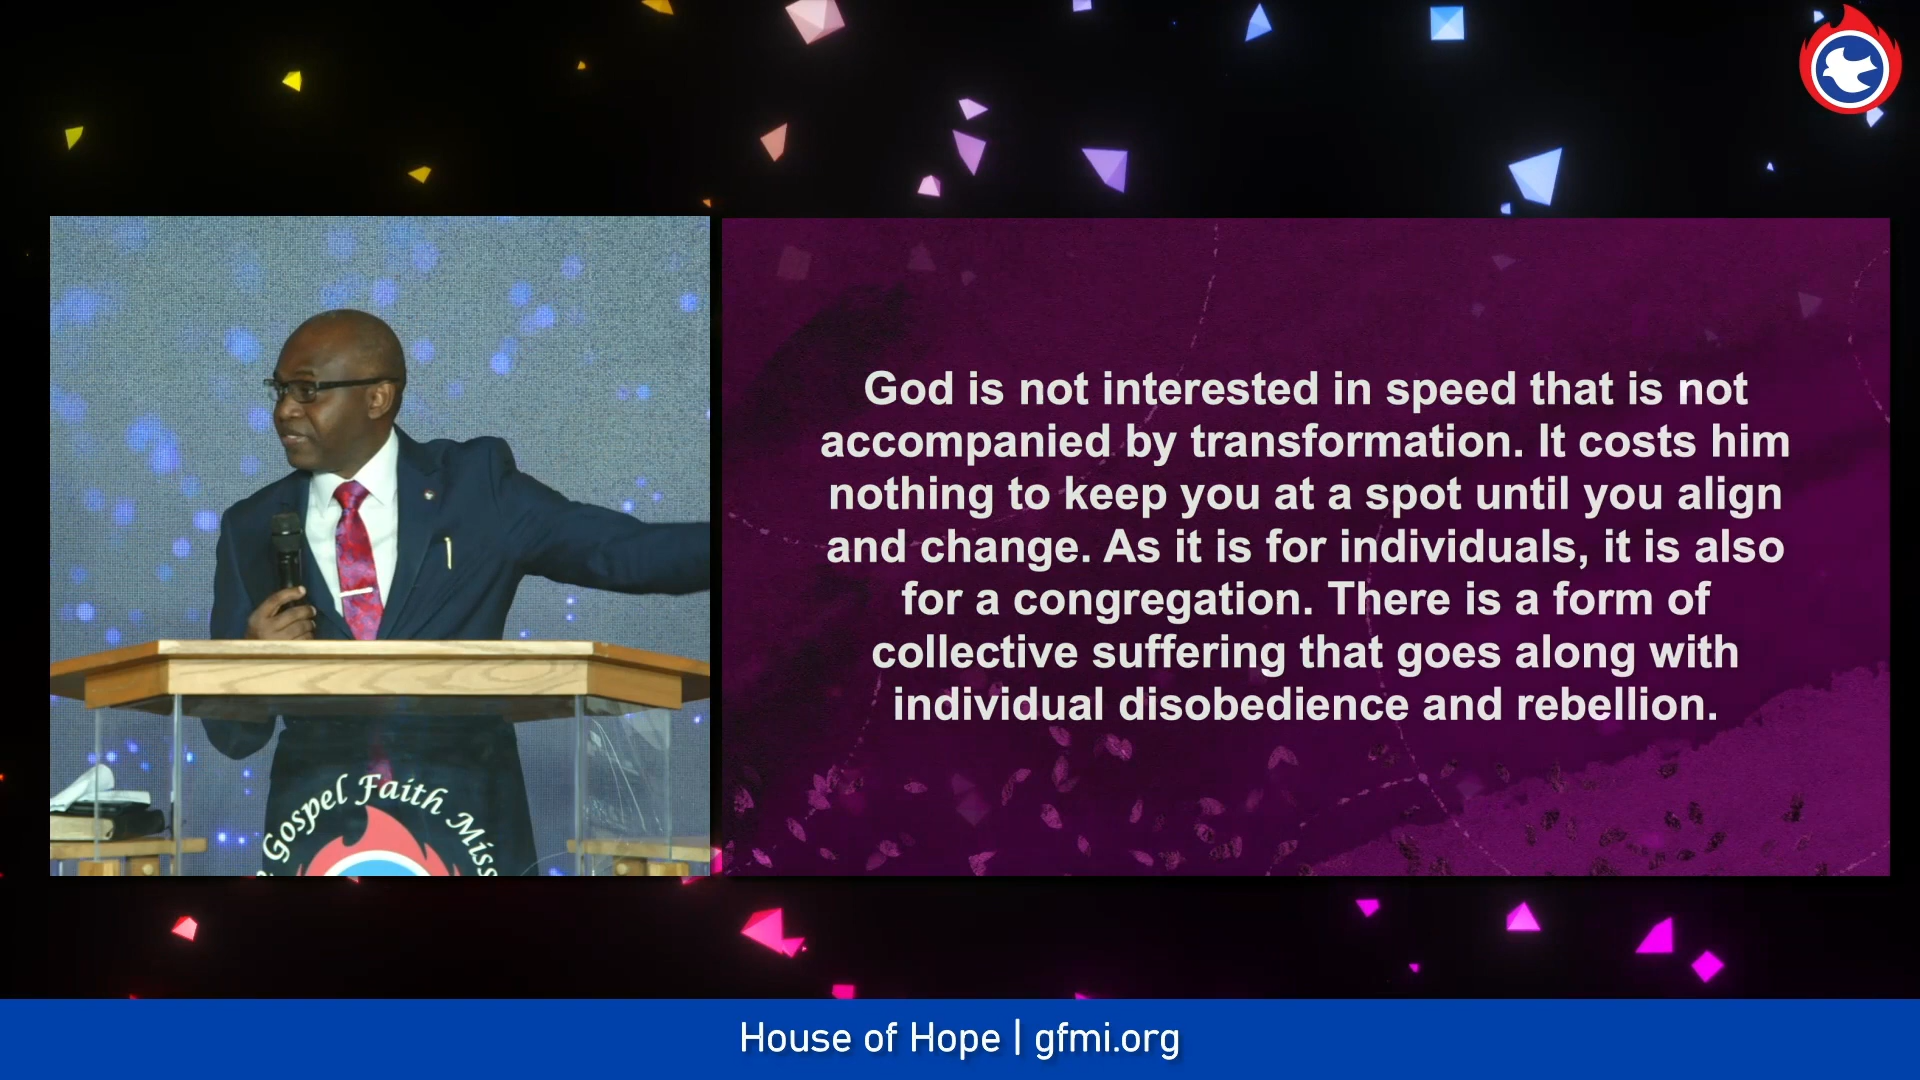 God is not interested in speed that is not
accompanied by transformation. It costs him
nothing to keep you at a spot until you align
and change. As it is for individuals, it is also
for a congregation. There is a form of
collective suffering that goes along with
individual disobedience and rebellion.
Gospel Faith
House of Hope | gfmi.org